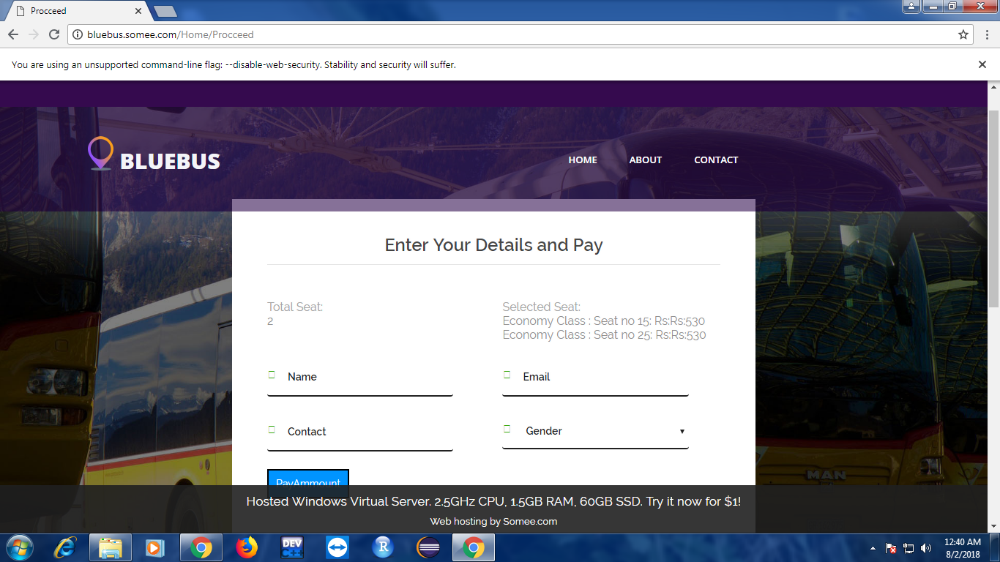 Procceed
bluebus.somee.com/Home/Procceed
You are using an unsupported command-line flag: --disable-web-security. Stability and security will suffer.
BLUEBUS
HOME ABOUT CONTACT
Enter Your Details and Pay
Total Seat:
2
Selected Seat:
Economy Class : Seat no 15: Rs:Rs:530
Economy Class : Seat no 25: Rs:Rs:530
Name
Email
Contact
Gender
PayAmmount
MAN
Hosted Windows Virtual Server. 2.5GHz CPU, 1.5GB RAM, 60GB SSD. Try it now for $1!
Web hosting by Somee.com
DEV
C++
R
12:40 AM
8/2/2018